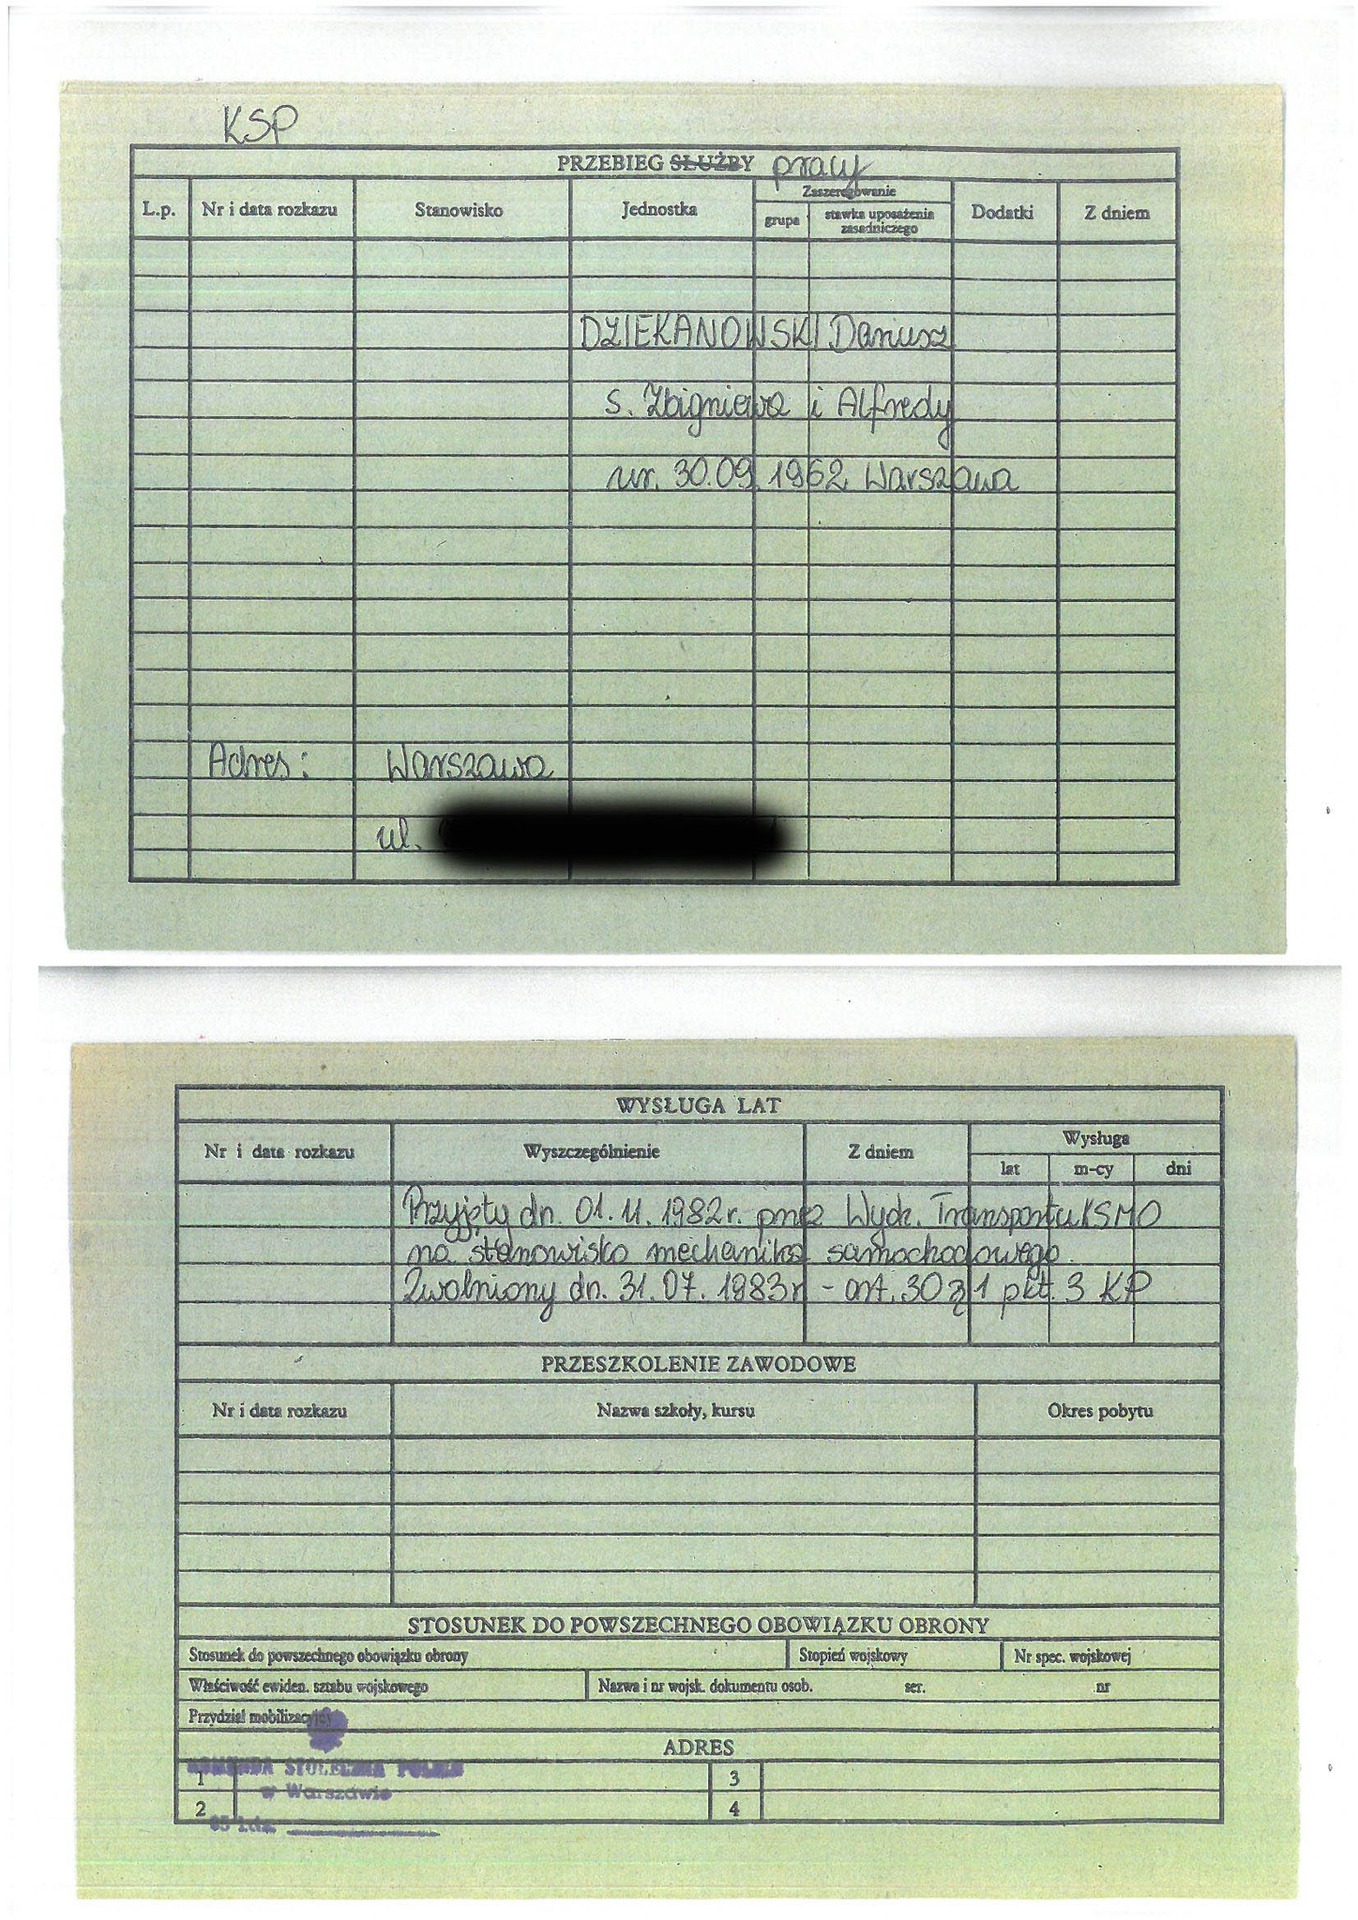 KSP
PRZEBIEG SŁUŻBY pracy
L.p. Nr i data rozkazu Stanowisko Jednostka Zaszeregowanie grupa stawka uposażenia zasadniczego Dodatki Z dniem
DZIEKANOWSKI Dariusz
s. Zbigniewa i Alfredy
ur. 30.09.1962 Warszawa
Adres: Warszawa
ul.
WYSŁUGA LAT
Nr i data rozkazu Wyszczególnienie Z dniem Wysługa
lat m-cy dni
Przyjęty dn. 01.11.1982r. przez Wydz. Transportu KSMO
na stanowisko mechanika samochodowego.
Zwolniony dn. 31.07.1983r - art. 30 § 1 pkt. 3 KP
PRZESZKOLENIE ZAWODOWE
Nr i data rozkazu Nazwa szkoły, kursu Okres pobytu
STOSUNEK DO POWSZECHNEGO OBOWIĄZKU OBRONY
Stosunek do powszechnego obowiązku obrony Stopień wojskowy Nr spec. wojskowej
Właściwość ewiden. sztabu wojskowego Nazwa i nr wojsk. dokumentu osob. ser. nr
Przydział mobilizacyjny
ADRES
KOMENDA STOŁECZNA POLICJI
1 3
w Warszawie
2 4